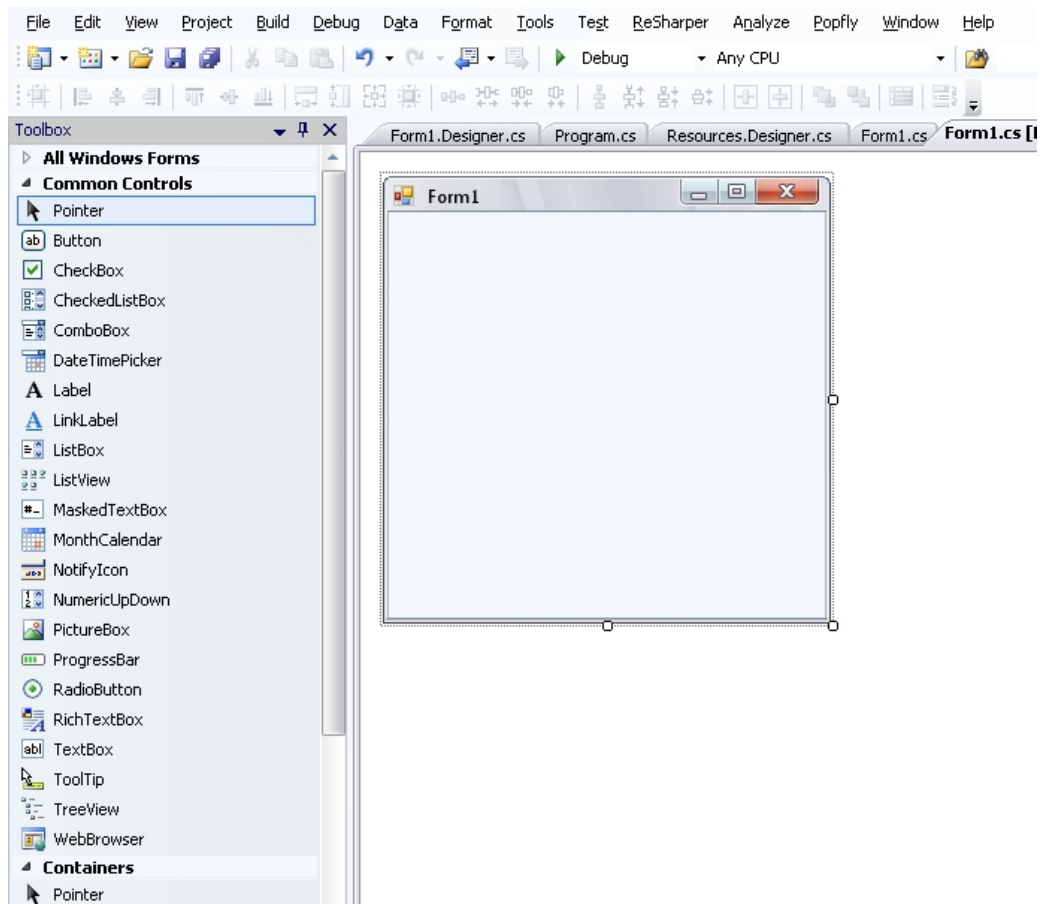 File Edit View Project Build Debug Data Format Tools Test ReSharper Analyze Popfly Window Help
Debug Any CPU
Toolbox
Form1.Designer.cs Program.cs Resources.Designer.cs Form1.cs Form1.cs [
All Windows Forms
Common Controls
Form1
Pointer
ab Button
CheckBox
CheckedListBox
ComboBox
DateTimePicker
A Label
A LinkLabel
ListBox
ListView
#_ MaskedTextBox
MonthCalendar
NotifyIcon
NumericUpDown
PictureBox
ProgressBar
RadioButton
RichTextBox
abl TextBox
ToolTip
TreeView
WebBrowser
Containers
Pointer